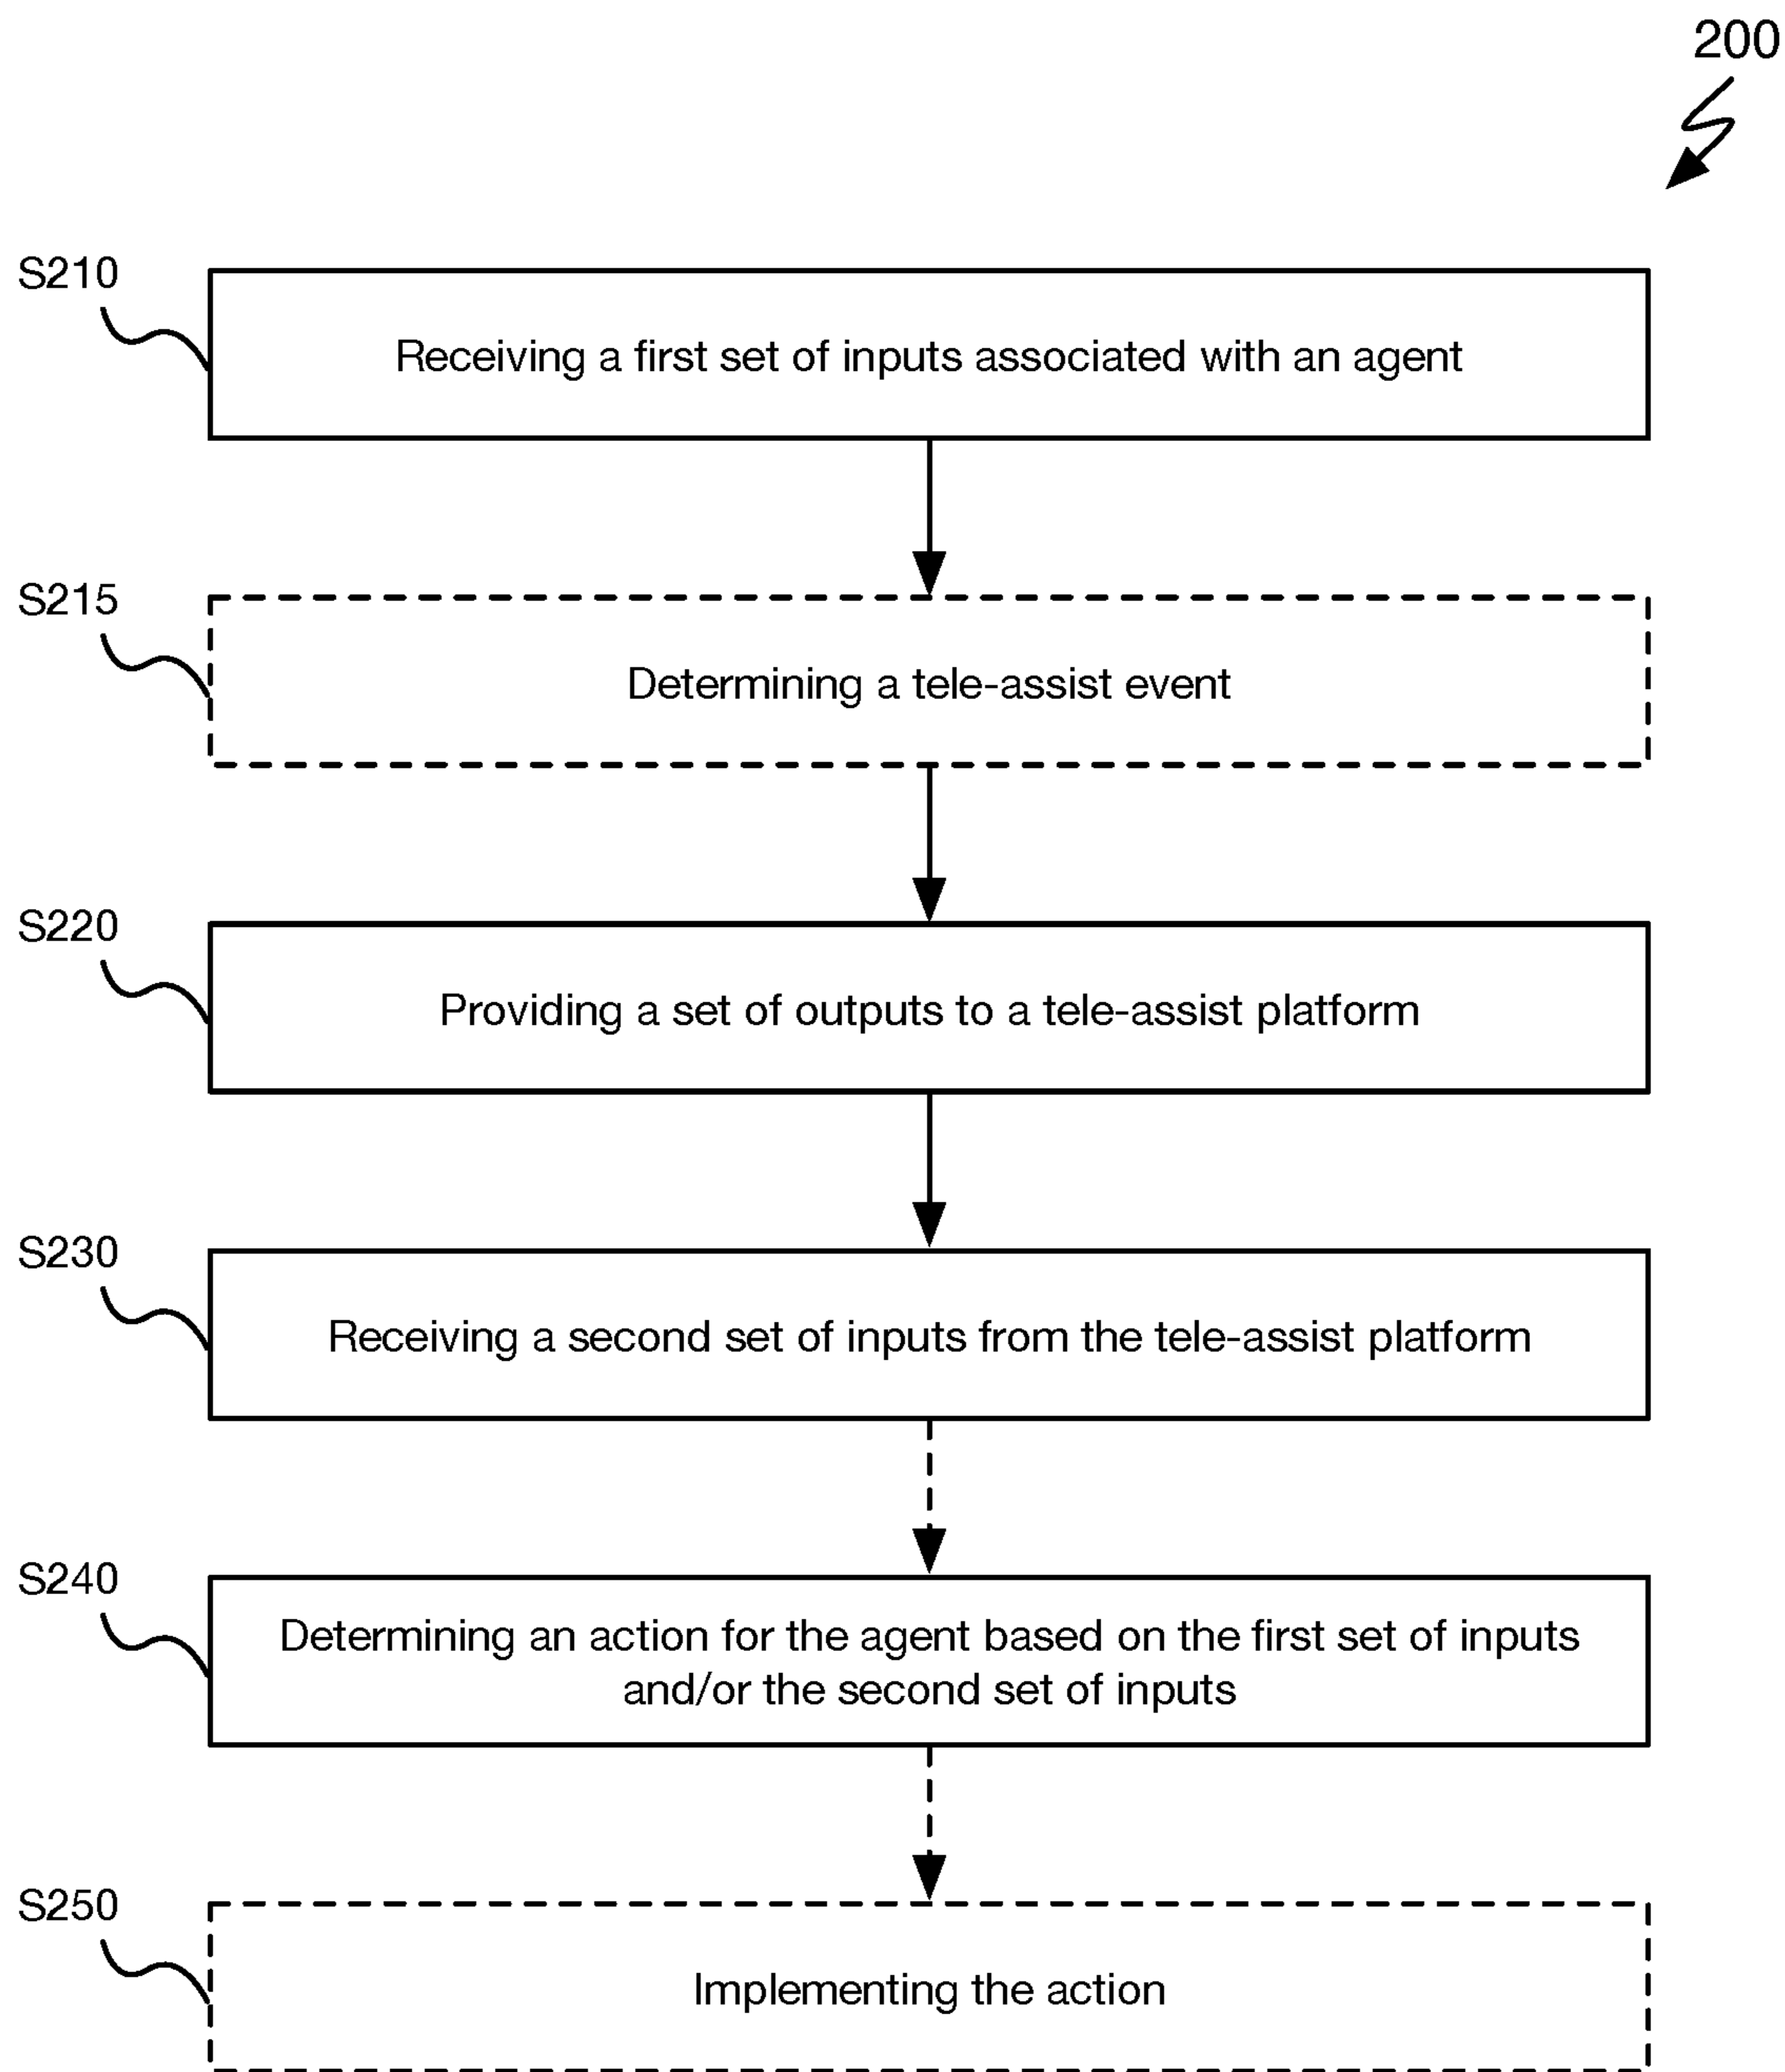 200
S210
Receiving a first set of inputs associated with an agent
S215
Determining a tele-assist event
S220
Providing a set of outputs to a tele-assist platform
S230
Receiving a second set of inputs from the tele-assist platform
S240
Determining an action for the agent based on the first set of inputs
and/or the second set of inputs
S250
Implementing the action